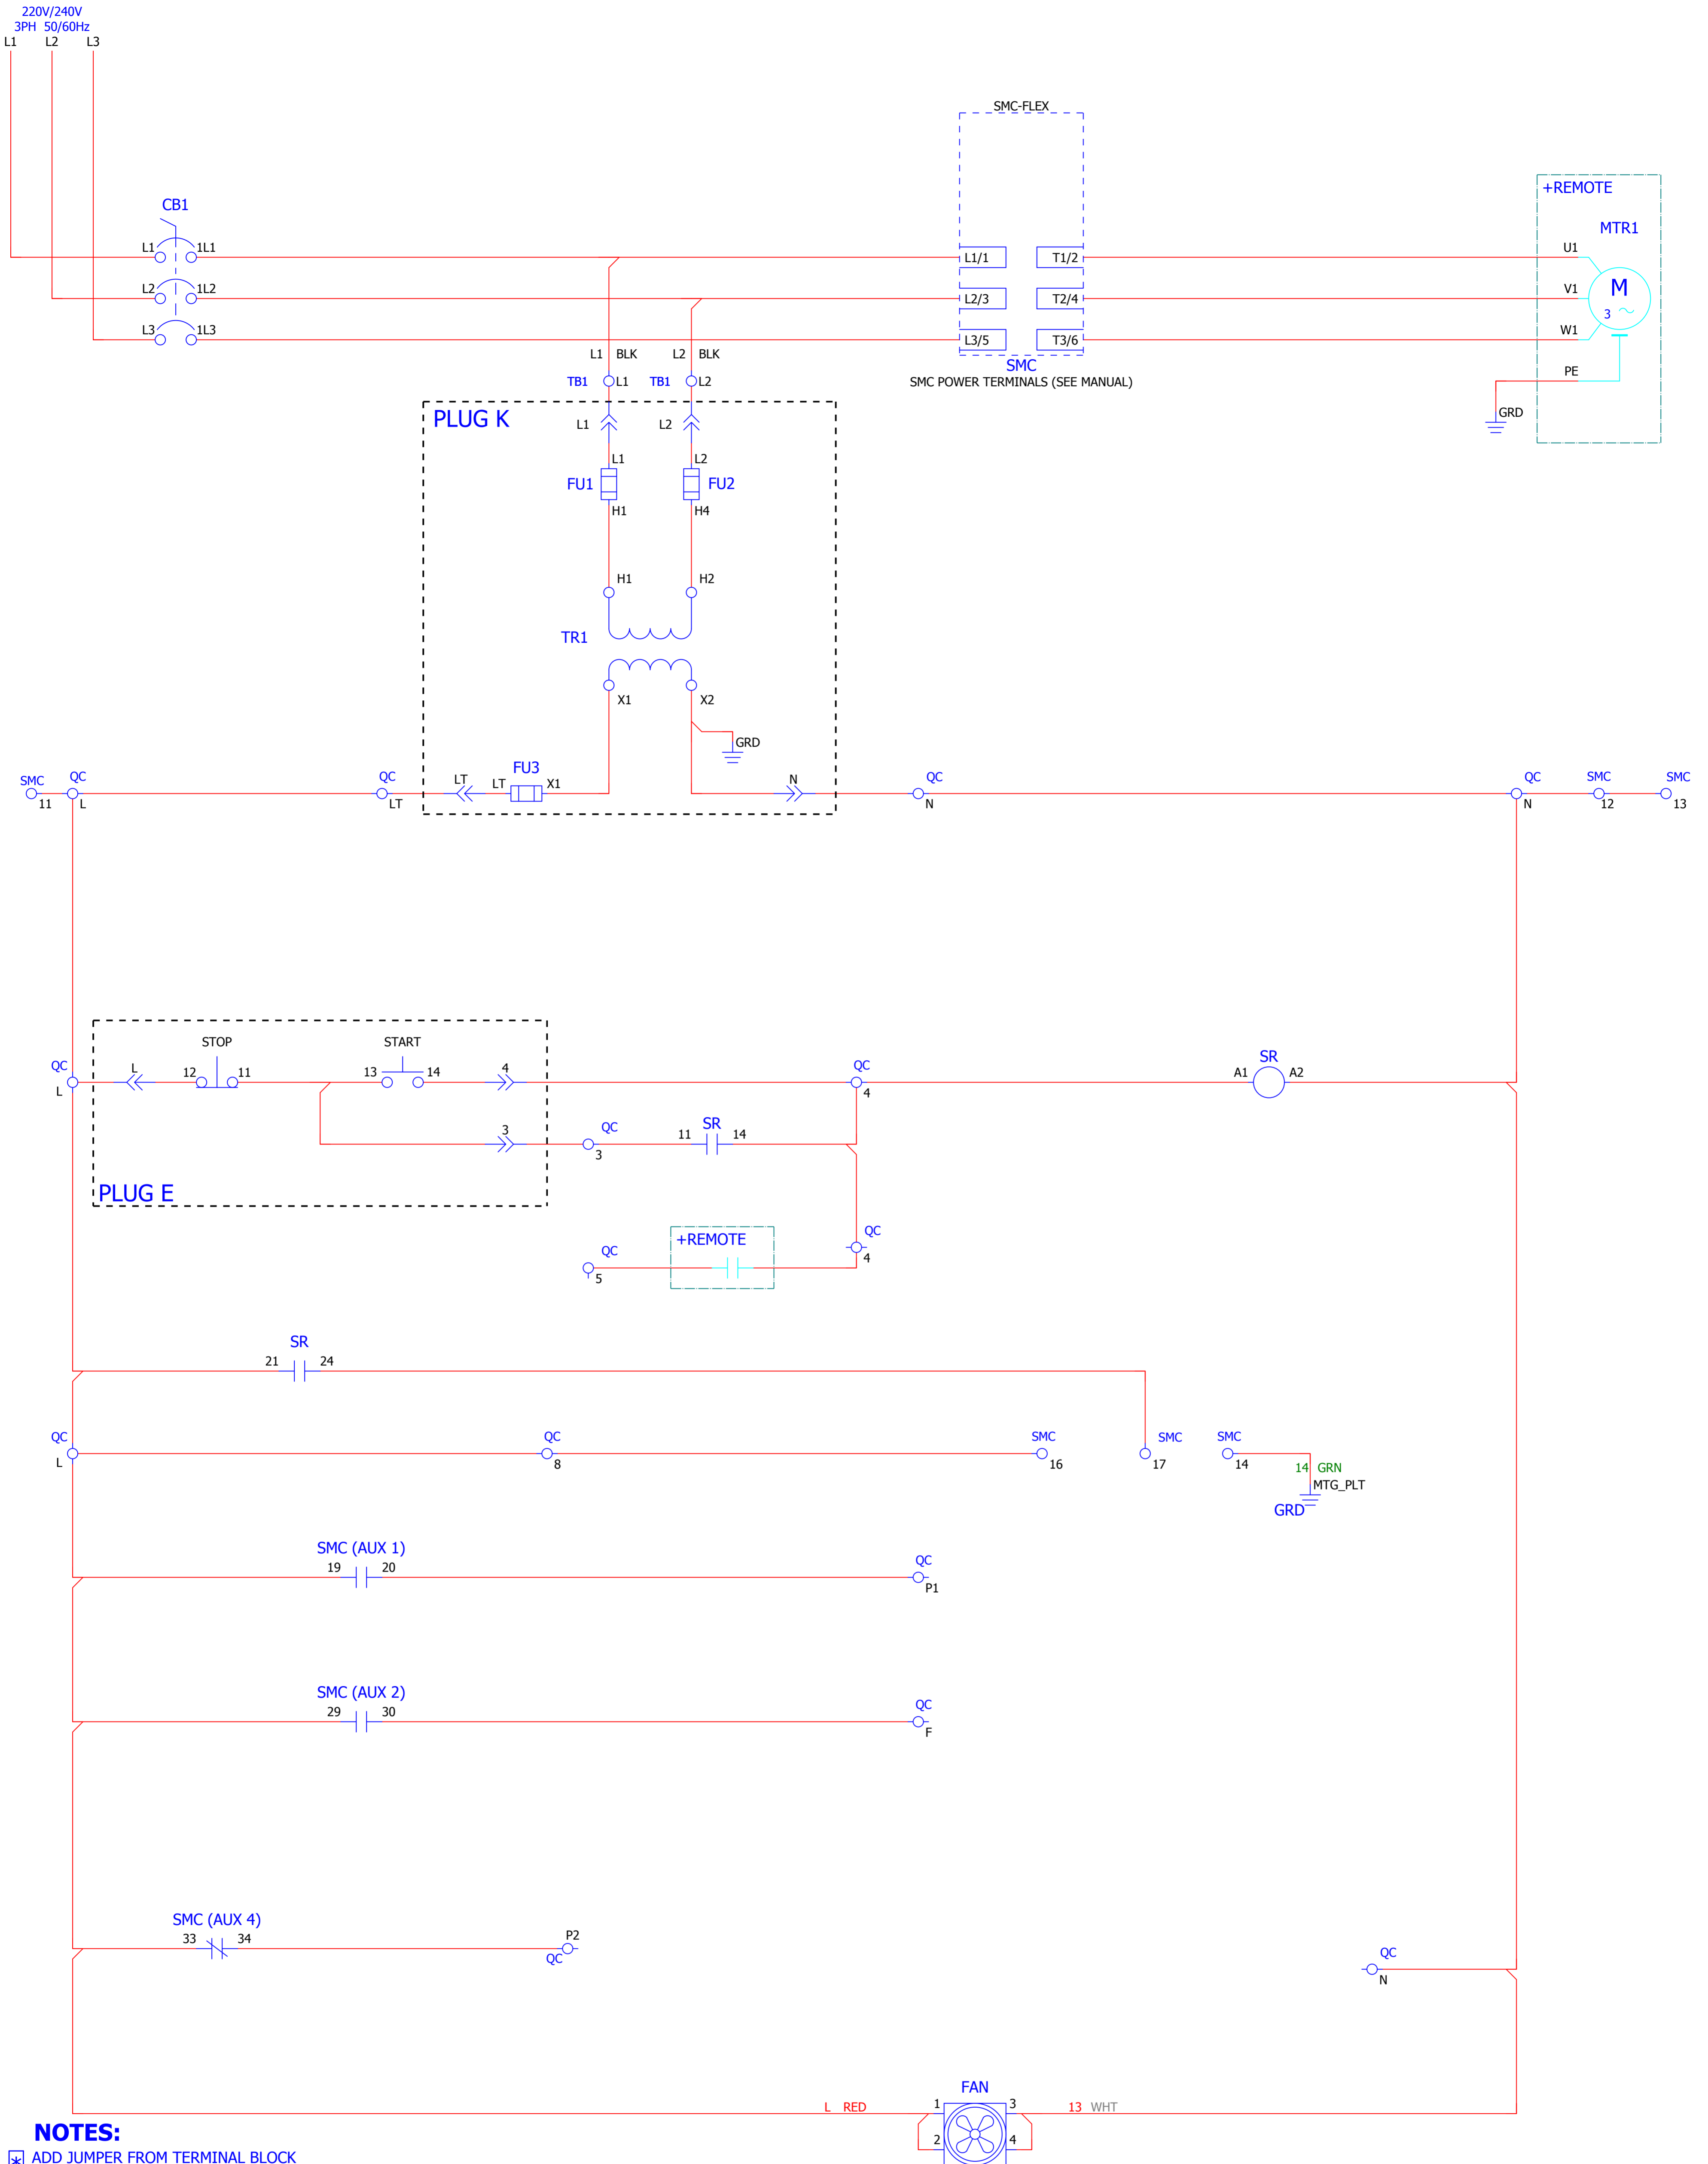 220V/240V
3PH 50/60Hz
L1 L2 L3
SMC-FLEX
+REMOTE
CB1
MTR1
L1 1L1
L1/1 T1/2
U1
L2 1L2
L2/3 T2/4
V1
M
3
L3 1L3
L3/5 T3/6
W1
L1 BLK L2 BLK
SMC
PE
TB1 L1 TB1 L2
SMC POWER TERMINALS (SEE MANUAL)
PLUG K
L1 L2
GRD
L1 L2
FU1 FU2
H1 H4
H1 H2
TR1
X1 X2
GRD
SMC QC QC LT LT FU3 X1 N QC QC SMC SMC
11 L LT N N 12 13
STOP START
QC L 12 11 13 14 4 QC SR
L 4 A1 A2
3 QC 11 SR 14
3
PLUG E
QC
+REMOTE
QC 4
5
SR
21 24
QC QC SMC SMC SMC
L 8 16 17 14
14 GRN
MTG_PLT
GRD
SMC (AUX 1)
19 20 QC
P1
SMC (AUX 2)
29 30 QC
F
SMC (AUX 4)
33 34 P2
QC
QC
N
FAN
L RED 1 3 13 WHT
2 4
NOTES:
* ADD JUMPER FROM TERMINAL BLOCK